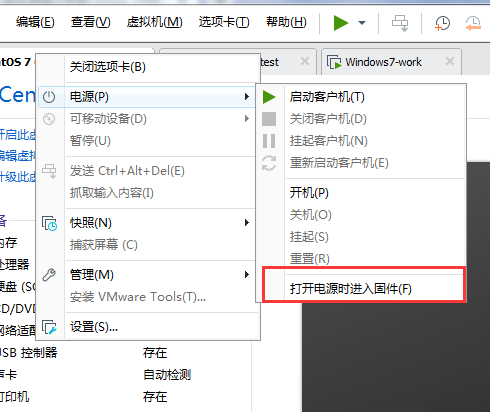 编辑(E) 查看(V) 虚拟机(M) 选项卡(T) 帮助(H)
tOS 7 test Windows7-work
Cen
关闭选项卡(B)
电源(P)
可移动设备(D)
暂停(U)
发送 Ctrl+Alt+Del(E)
抓取输入内容(I)
快照(N)
捕获屏幕 (C)
管理(M)
安装 VMware Tools(T)...
设置(S)...
启动客户机(T)
关闭客户机(D)
挂起客户机(N)
重新启动客户机(E)
开机(P)
关机(O)
挂起(S)
重置(R)
打开电源时进入固件(F)
开启此虚
编辑虚拟
升级此虚
备
内存
处理器
硬盘 (SC
CD/DVD
网络适配
USB 控制器 存在
声卡 自动检测
打印机 存在